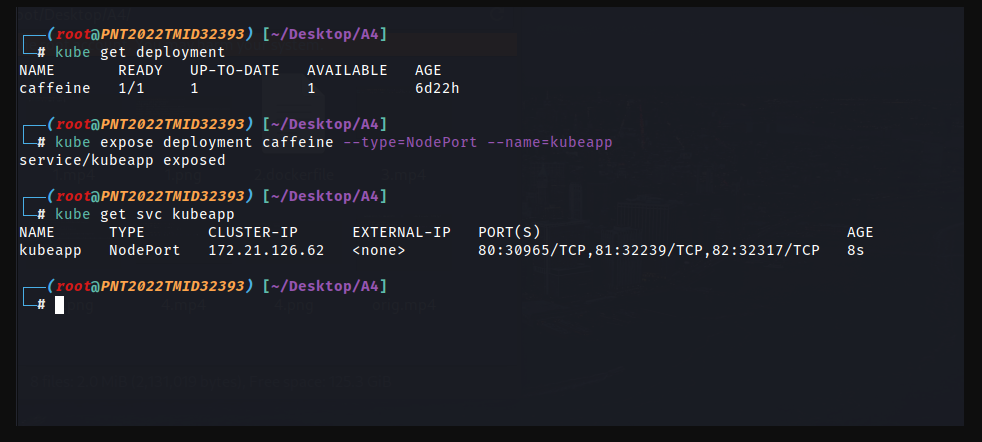 ┌──(root@PNT2022TMID32393) [~/Desktop/A4]
└─# kube get deployment
NAME       READY   UP-TO-DATE   AVAILABLE   AGE
caffeine   1/1     1            1           6d22h
┌──(root@PNT2022TMID32393) [~/Desktop/A4]
└─# kube expose deployment caffeine --type=NodePort --name=kubeapp
service/kubeapp exposed
┌──(root@PNT2022TMID32393) [~/Desktop/A4]
└─# kube get svc kubeapp
NAME      TYPE       CLUSTER-IP      EXTERNAL-IP   PORT(S)                                  AGE
kubeapp   NodePort   172.21.126.62   <none>        80:30965/TCP,81:32239/TCP,82:32317/TCP   8s
┌──(root@PNT2022TMID32393) [~/Desktop/A4]
└─#